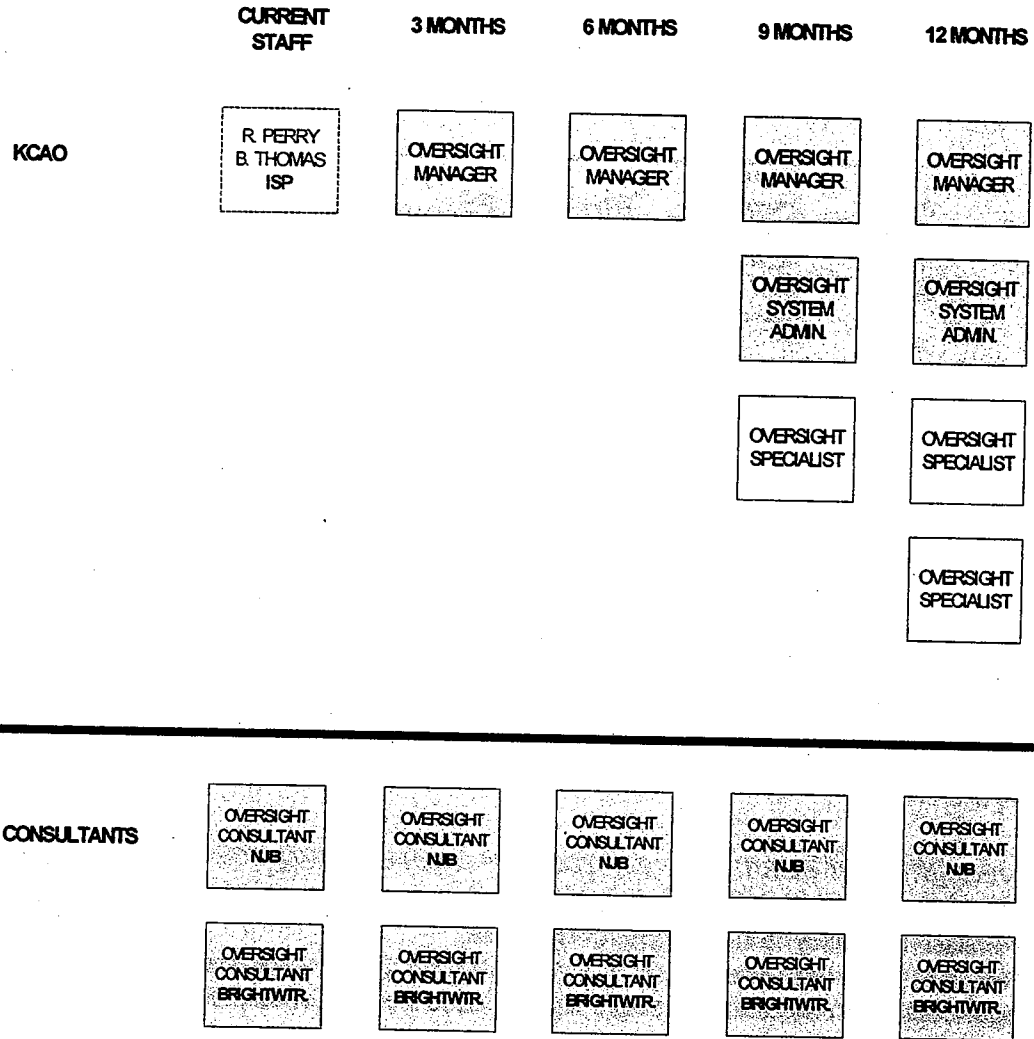 CURRENT
STAFF
3 MONTHS
6 MONTHS
9 MONTHS
12 MONTHS
KCAO
R. PERRY
B. THOMAS
ISP
OVERSIGHT
MANAGER
OVERSIGHT
MANAGER
OVERSIGHT
MANAGER
OVERSIGHT
MANAGER
OVERSIGHT
SYSTEM
ADMIN.
OVERSIGHT
SYSTEM
ADMIN.
OVERSIGHT
SPECIALIST
OVERSIGHT
SPECIALIST
OVERSIGHT
SPECIALIST
CONSULTANTS
OVERSIGHT
CONSULTANT
NJB
OVERSIGHT
CONSULTANT
NJB
OVERSIGHT
CONSULTANT
NJB
OVERSIGHT
CONSULTANT
NJB
OVERSIGHT
CONSULTANT
NJB
OVERSIGHT
CONSULTANT
BRIGHTWTR.
OVERSIGHT
CONSULTANT
BRIGHTWTR.
OVERSIGHT
CONSULTANT
BRIGHTWTR.
OVERSIGHT
CONSULTANT
BRIGHTWTR.
OVERSIGHT
CONSULTANT
BRIGHTWTR.